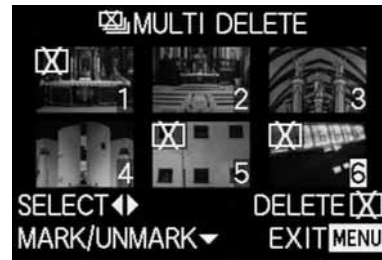 MULTI DELETE
1 2 3
4 5 6
SELECT DELETE
MARK/UNMARK EXIT MENU